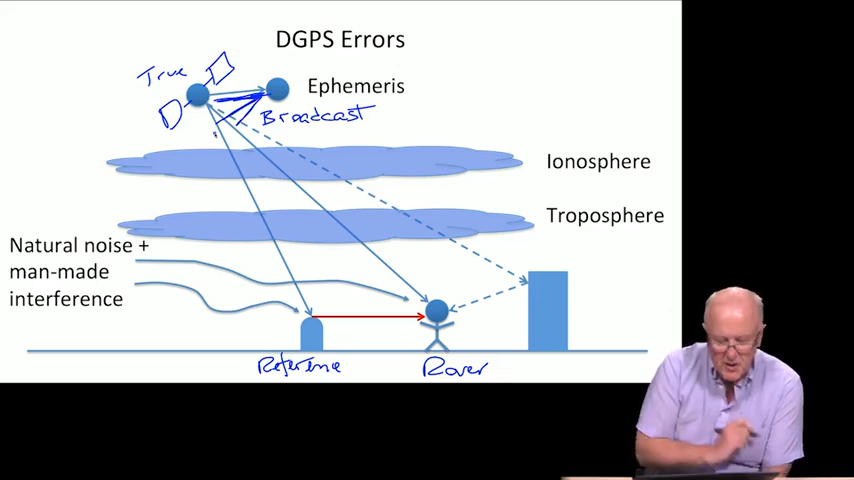 DGPS Errors
True
Ephemeris
Broadcast
Ionosphere
Troposphere
Natural noise +
man-made
interference
Reference
Rover